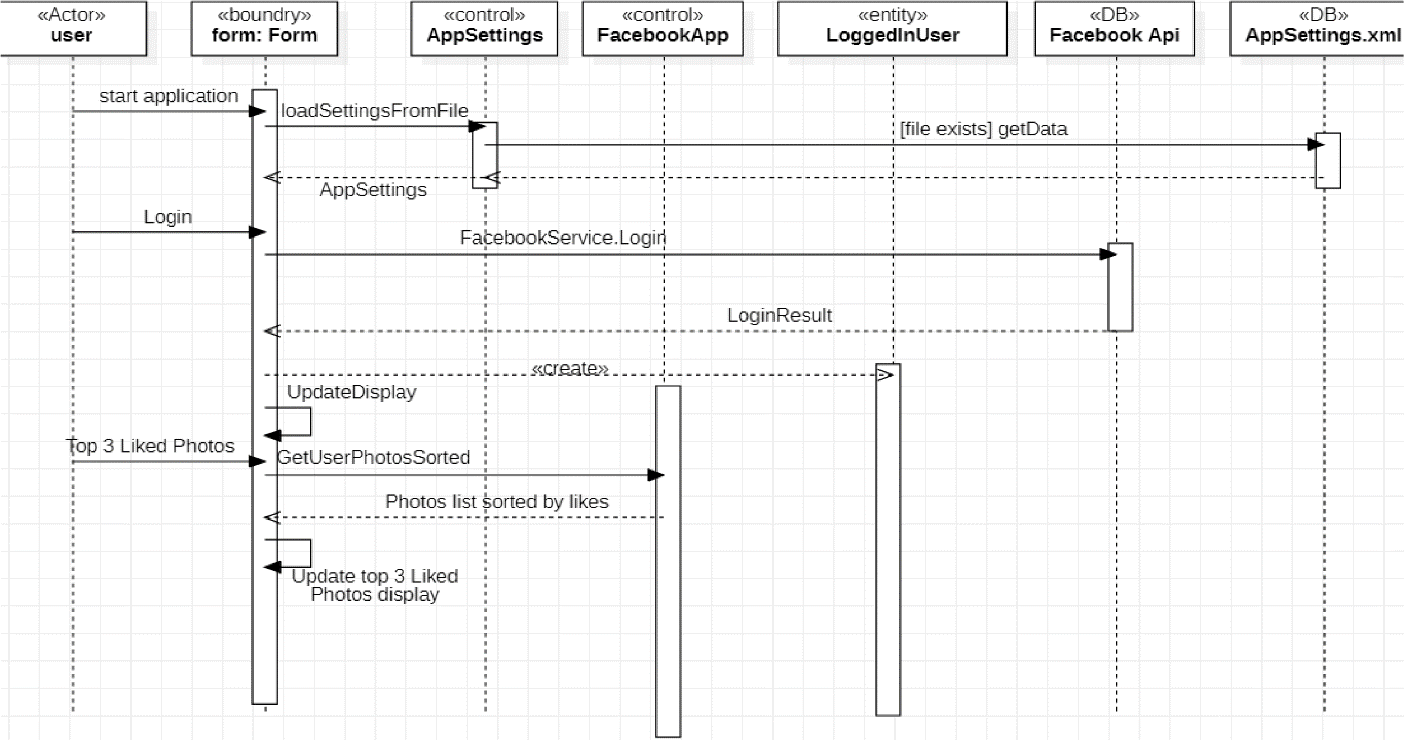 «Actor»
user
«boundry»
form: Form
«control»
AppSettings
«control»
FacebookApp
«entity»
LoggedInUser
«DB»
Facebook Api
«DB»
AppSettings.xml
start application
loadSettingsFromFile
[file exists] getData
AppSettings
Login
FacebookService.Login
LoginResult
«create»
UpdateDisplay
Top 3 Liked Photos
GetUserPhotosSorted
Photos list sorted by likes
Update top 3 Liked
Photos display